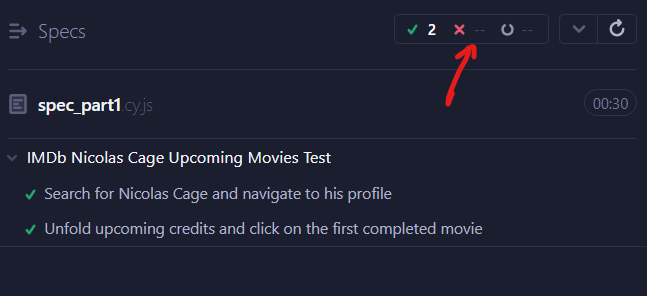 Specs 2 -- --
spec_part1.cy.js 00:30
IMDb Nicolas Cage Upcoming Movies Test
Search for Nicolas Cage and navigate to his profile
Unfold upcoming credits and click on the first completed movie